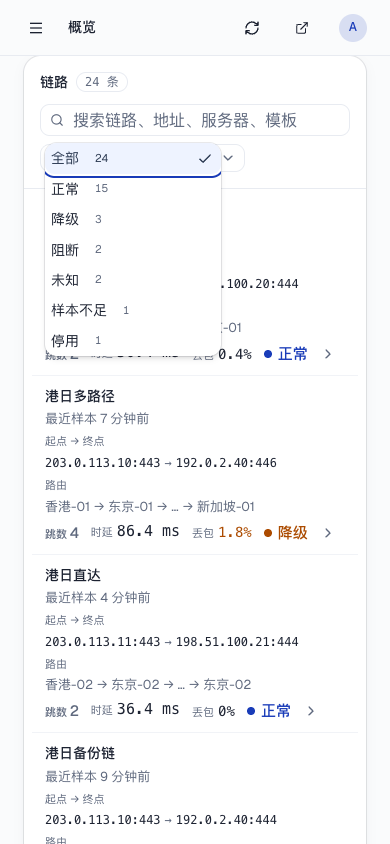 概览
A
链路 24 条
搜索链路、地址、服务器、模板
全部 24
正常 15
降级 3
阻断 2
未知 2
样本不足 1
停用 1
.100.20:444
-01
0.4% 正常
港日多路径
最近样本 7 分钟前
起点 → 终点
203.0.113.10:443 → 192.0.2.40:446
路由
香港-01 → 东京-01 → … → 新加坡-01
跳数 4 时延 86.4 ms 丢包 1.8% 降级
港日直达
最近样本 4 分钟前
起点 → 终点
203.0.113.11:443 → 198.51.100.21:444
路由
香港-02 → 东京-02 → … → 东京-02
跳数 2 时延 36.4 ms 丢包 0% 正常
港日备份链
最近样本 9 分钟前
起点 → 终点
203.0.113.10:443 → 192.0.2.40:444
路由